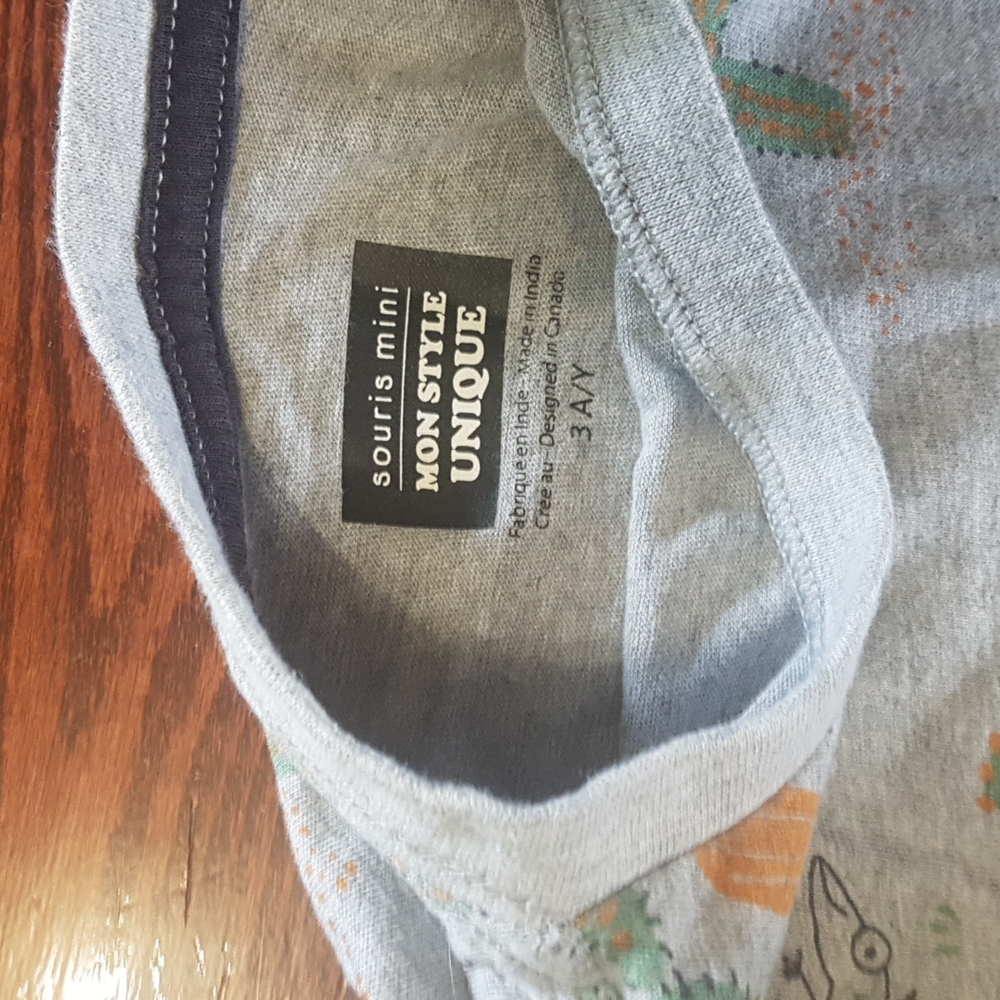 souris mini
MON STYLE
UNIQUE
Fabriqué en Inde - Made in India
Créé au - Designed in Canada
3 A/Y